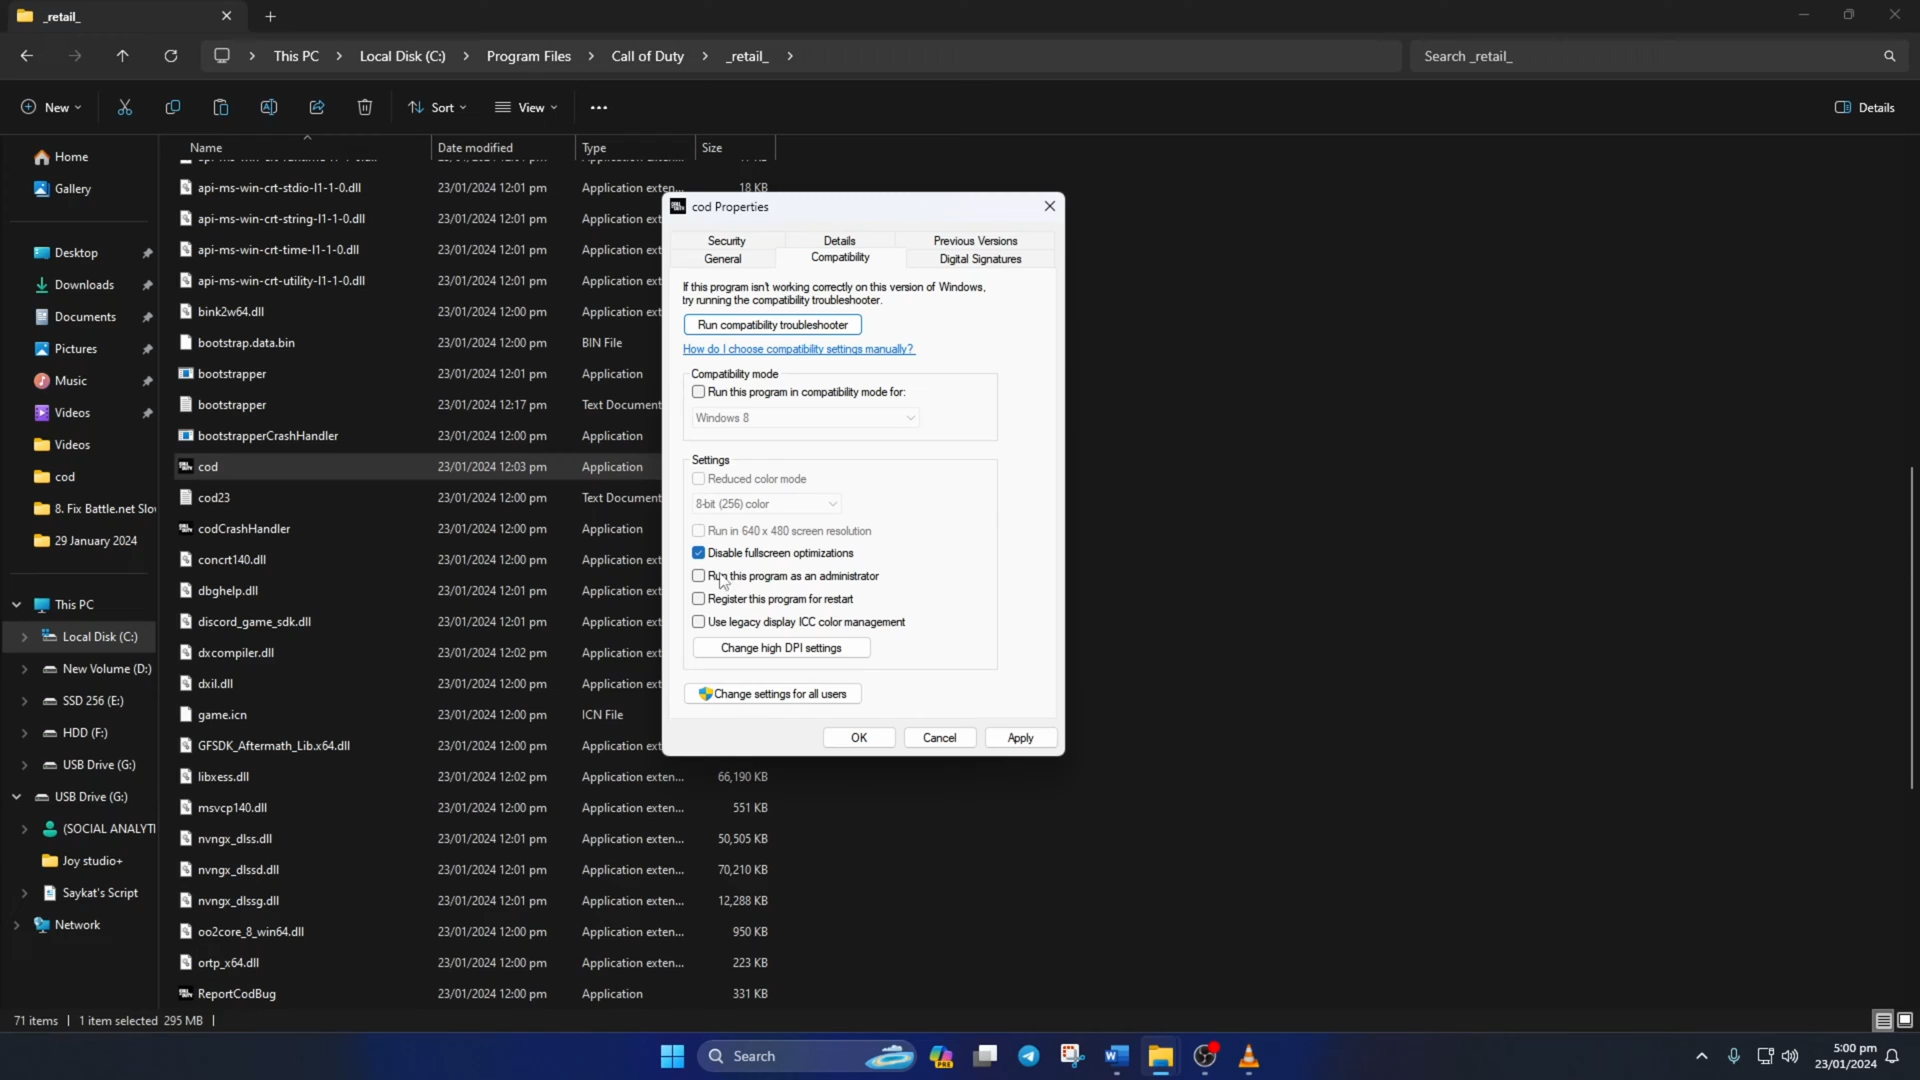 _retail_
This PC
Local Disk (C:)
Program Files
Call of Duty
_retail_
Search _retail_
New
Sort
View
Details
Name
Date modified
Type
Size
Home
Gallery
Desktop
Downloads
Documents
Pictures
Music
Videos
Videos
cod
8. Fix Battle.net Slo
29 January 2024
This PC
Local Disk (C:)
New Volume (D:)
SSD 256 (E:)
HDD (F:)
USB Drive (G:)
USB Drive (G:)
(SOCIAL ANALYTI
Joy studio+
Saykat's Script
Network
api-ms-win-crt-stdio-l1-1-0.dll 23/01/2024 12:01 pm Application exten... 18 KB
api-ms-win-crt-string-l1-1-0.dll 23/01/2024 12:01 pm Application ext
api-ms-win-crt-time-l1-1-0.dll 23/01/2024 12:01 pm Application ext
api-ms-win-crt-utility-l1-1-0.dll 23/01/2024 12:01 pm Application ext
bink2w64.dll 23/01/2024 12:00 pm Application ext
bootstrap.data.bin 23/01/2024 12:00 pm BIN File
bootstrapper 23/01/2024 12:01 pm Application
bootstrapper 23/01/2024 12:17 pm Text Document
bootstrapperCrashHandler 23/01/2024 12:00 pm Application
cod 23/01/2024 12:03 pm Application
cod23 23/01/2024 12:00 pm Text Document
codCrashHandler 23/01/2024 12:00 pm Application
concrt140.dll 23/01/2024 12:00 pm Application ext
dbghelp.dll 23/01/2024 12:01 pm Application ext
discord_game_sdk.dll 23/01/2024 12:01 pm Application ext
dxcompiler.dll 23/01/2024 12:02 pm Application ext
dxil.dll 23/01/2024 12:00 pm Application ext
game.icn 23/01/2024 12:00 pm ICN File
GFSDK_Aftermath_Lib.x64.dll 23/01/2024 12:00 pm Application ext
libxess.dll 23/01/2024 12:02 pm Application exten... 66,190 KB
msvcp140.dll 23/01/2024 12:00 pm Application exten... 551 KB
nvngx_dlss.dll 23/01/2024 12:01 pm Application exten... 50,505 KB
nvngx_dlssd.dll 23/01/2024 12:01 pm Application exten... 70,210 KB
nvngx_dlssg.dll 23/01/2024 12:01 pm Application exten... 12,288 KB
oo2core_8_win64.dll 23/01/2024 12:00 pm Application exten... 950 KB
ortp_x64.dll 23/01/2024 12:00 pm Application exten... 223 KB
ReportCodBug 23/01/2024 12:00 pm Application 331 KB
cod Properties
Security
Details
Previous Versions
General
Compatibility
Digital Signatures
If this program isn't working correctly on this version of Windows,
try running the compatibility troubleshooter.
Run compatibility troubleshooter
How do I choose compatibility settings manually?
Compatibility mode
Run this program in compatibility mode for:
Windows 8
Settings
Reduced color mode
8-bit (256) color
Run in 640 x 480 screen resolution
Disable fullscreen optimizations
Run this program as an administrator
Register this program for restart
Use legacy display ICC color management
Change high DPI settings
Change settings for all users
OK
Cancel
Apply
71 items
1 item selected 295 MB
Search
PRE
5:00 pm
23/01/2024